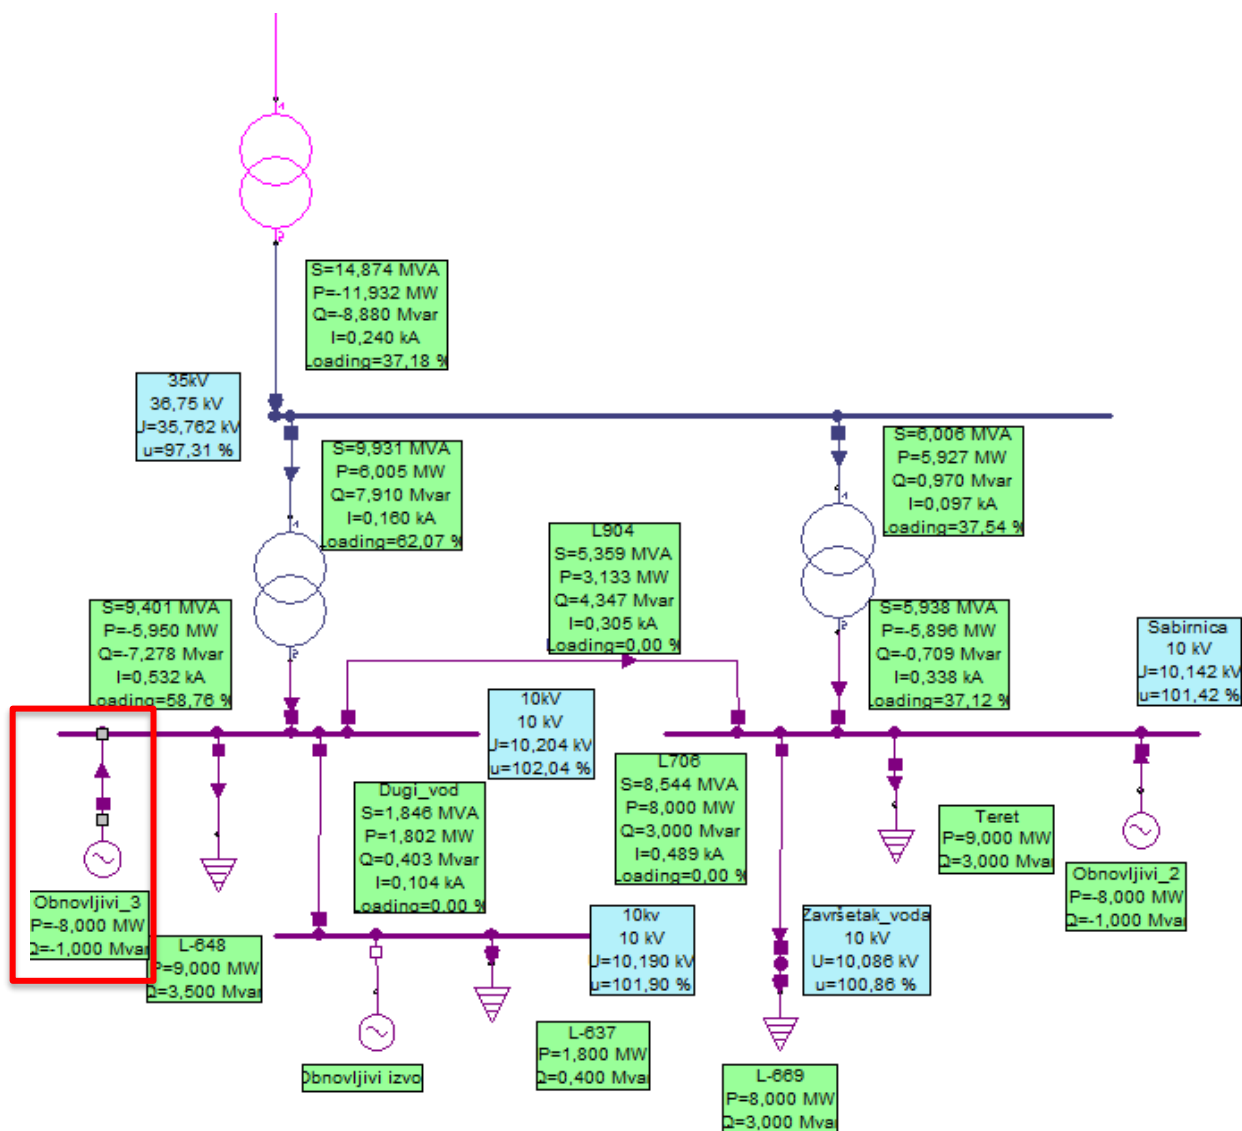 1
2
S=14,874 MVA
P=-11,932 MW
Q=-8,880 Mvar
I=0,240 kA
Loading=37,18 %
35kV
36,75 kV
U=35,762 kV
u=97,31 %
S=9,931 MVA
P=6,005 MW
Q=7,910 Mvar
I=0,160 kA
Loading=62,07 %
S=6,006 MVA
P=5,927 MW
Q=0,970 Mvar
I=0,097 kA
Loading=37,54 %
1
1
2
2
L904
S=5,359 MVA
P=3,133 MW
Q=4,347 Mvar
I=0,305 kA
Loading=0,00 %
S=9,401 MVA
P=-5,950 MW
Q=-7,278 Mvar
I=0,532 kA
Loading=58,76 %
S=5,938 MVA
P=-5,896 MW
Q=-0,709 Mvar
I=0,338 kA
Loading=37,12 %
Sabirnica
10 kV
U=10,142 kV
u=101,42 %
10kV
10 kV
U=10,204 kV
u=102,04 %
Dugi_vod
S=1,846 MVA
P=1,802 MW
Q=0,403 Mvar
I=0,104 kA
Loading=0,00 %
L706
S=8,544 MVA
P=8,000 MW
Q=3,000 Mvar
I=0,489 kA
Loading=0,00 %
Teret
P=9,000 MW
Q=3,000 Mvar
Obnovljivi_2
P=-8,000 MW
Q=-1,000 Mvar
Obnovljivi_3
P=-8,000 MW
Q=-1,000 Mvar
L-648
P=9,000 MW
Q=3,500 Mvar
10kv
10 kV
U=10,190 kV
u=101,90 %
Završetak_voda
10 kV
U=10,086 kV
u=100,86 %
Obnovljivi izvo
L-637
P=1,800 MW
Q=0,400 Mvar
L-669
P=8,000 MW
Q=3,000 Mvar